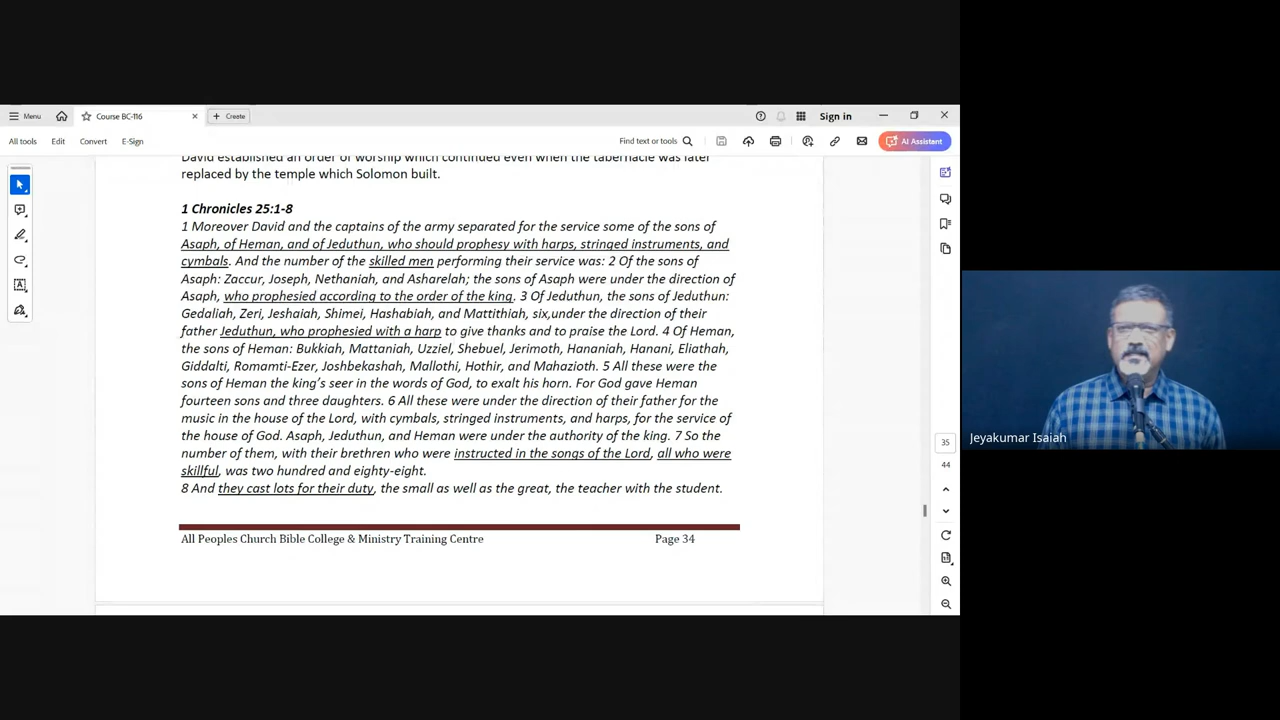 Menu
Course BC-116
Create
Sign in
All tools
Edit
Convert
E-Sign
Find text or tools
AI Assistant
David established an order of worship which continued even when the tabernacle was later
replaced by the temple which Solomon built.
1 Chronicles 25:1-8
1 Moreover David and the captains of the army separated for the service some of the sons of
Asaph, of Heman, and of Jeduthun, who should prophesy with harps, stringed instruments, and
cymbals. And the number of the skilled men performing their service was: 2 Of the sons of
Asaph: Zaccur, Joseph, Nethaniah, and Asharelah; the sons of Asaph were under the direction of
Asaph, who prophesied according to the order of the king. 3 Of Jeduthun, the sons of Jeduthun:
Gedaliah, Zeri, Jeshaiah, Shimei, Hashabiah, and Mattithiah, six,under the direction of their
father Jeduthun, who prophesied with a harp to give thanks and to praise the Lord. 4 Of Heman,
the sons of Heman: Bukkiah, Mattaniah, Uzziel, Shebuel, Jerimoth, Hananiah, Hanani, Eliathah,
Giddalti, Romamti-Ezer, Joshbekashah, Mallothi, Hothir, and Mahazioth. 5 All these were the
sons of Heman the king's seer in the words of God, to exalt his horn. For God gave Heman
fourteen sons and three daughters. 6 All these were under the direction of their father for the
music in the house of the Lord, with cymbals, stringed instruments, and harps, for the service of
the house of God. Asaph, Jeduthun, and Heman were under the authority of the king. 7 So the
number of them, with their brethren who were instructed in the songs of the Lord, all who were
skillful, was two hundred and eighty-eight.
8 And they cast lots for their duty, the small as well as the great, the teacher with the student.
All Peoples Church Bible College & Ministry Training Centre Page 34
35
44
Jeyakumar Isaiah